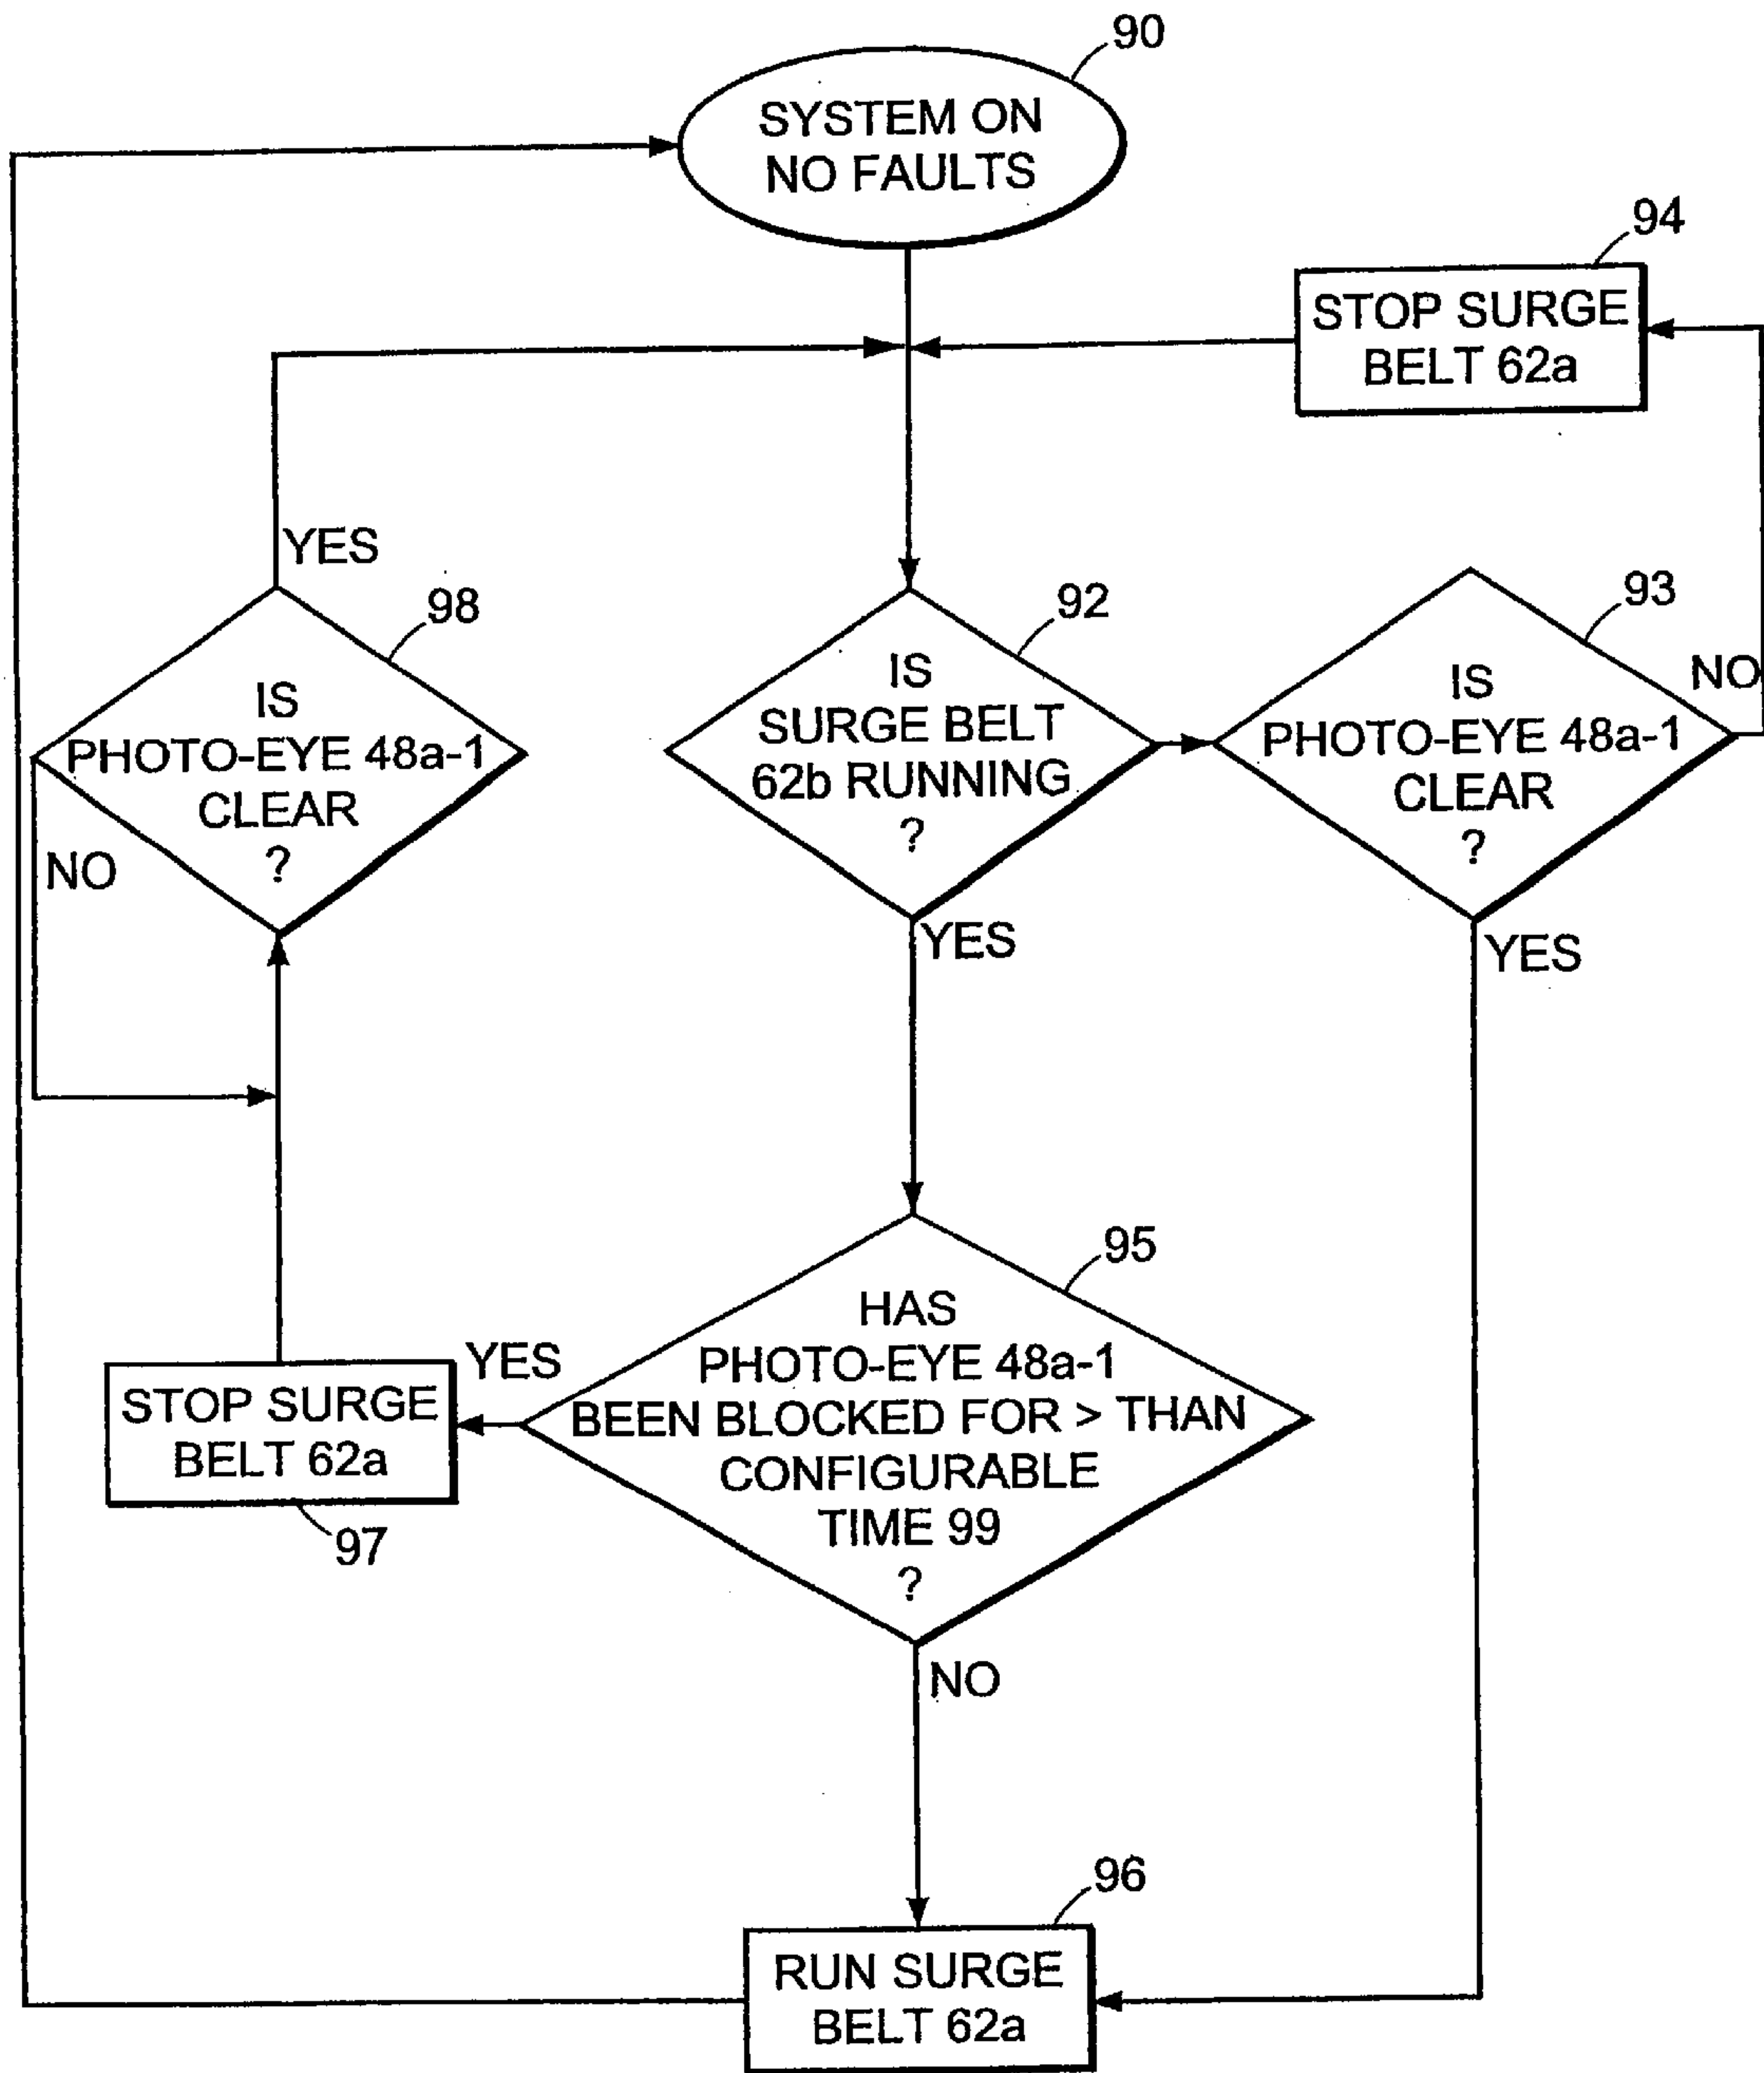 90
SYSTEM ON
NO FAULTS
94
STOP SURGE
BELT 62a
YES
98
IS
PHOTO-EYE 48a-1
CLEAR
?
NO
92
IS
SURGE BELT
62b RUNNING
?
YES
93
IS
PHOTO-EYE 48a-1
CLEAR
?
NO
YES
95
HAS
PHOTO-EYE 48a-1
BEEN BLOCKED FOR > THAN
CONFIGURABLE
TIME 99
?
YES
STOP SURGE
BELT 62a
97
NO
96
RUN SURGE
BELT 62a